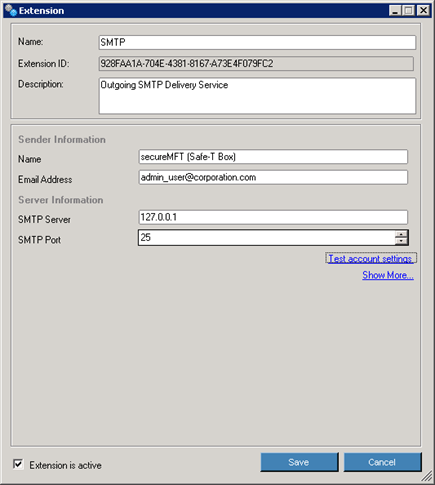 Extension
Name: SMTP
Extension ID: 928FAA1A-704E-4381-8167-A73E4F079FC2
Description: Outgoing SMTP Delivery Service
Sender Information
Name secureMFT (Safe-T Box)
Email Address admin_user@corporation.com
Server Information
SMTP Server 127.0.0.1
SMTP Port 25
Test account settings
Show More...
Extension is active Save Cancel